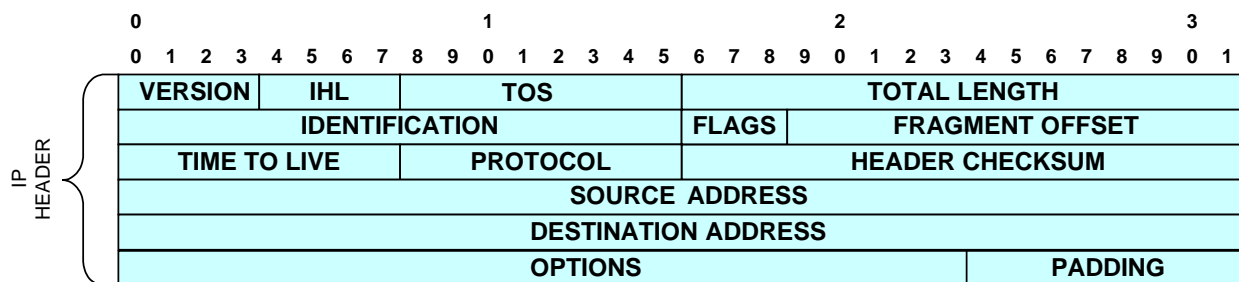 0 1 2 3
0 1 2 3 4 5 6 7 8 9 0 1 2 3 4 5 6 7 8 9 0 1 2 3 4 5 6 7 8 9 0 1
VERSION IHL TOS TOTAL LENGTH
IDENTIFICATION FLAGS FRAGMENT OFFSET
TIME TO LIVE PROTOCOL HEADER CHECKSUM
SOURCE ADDRESS
DESTINATION ADDRESS
OPTIONS PADDING
IP
HEADER